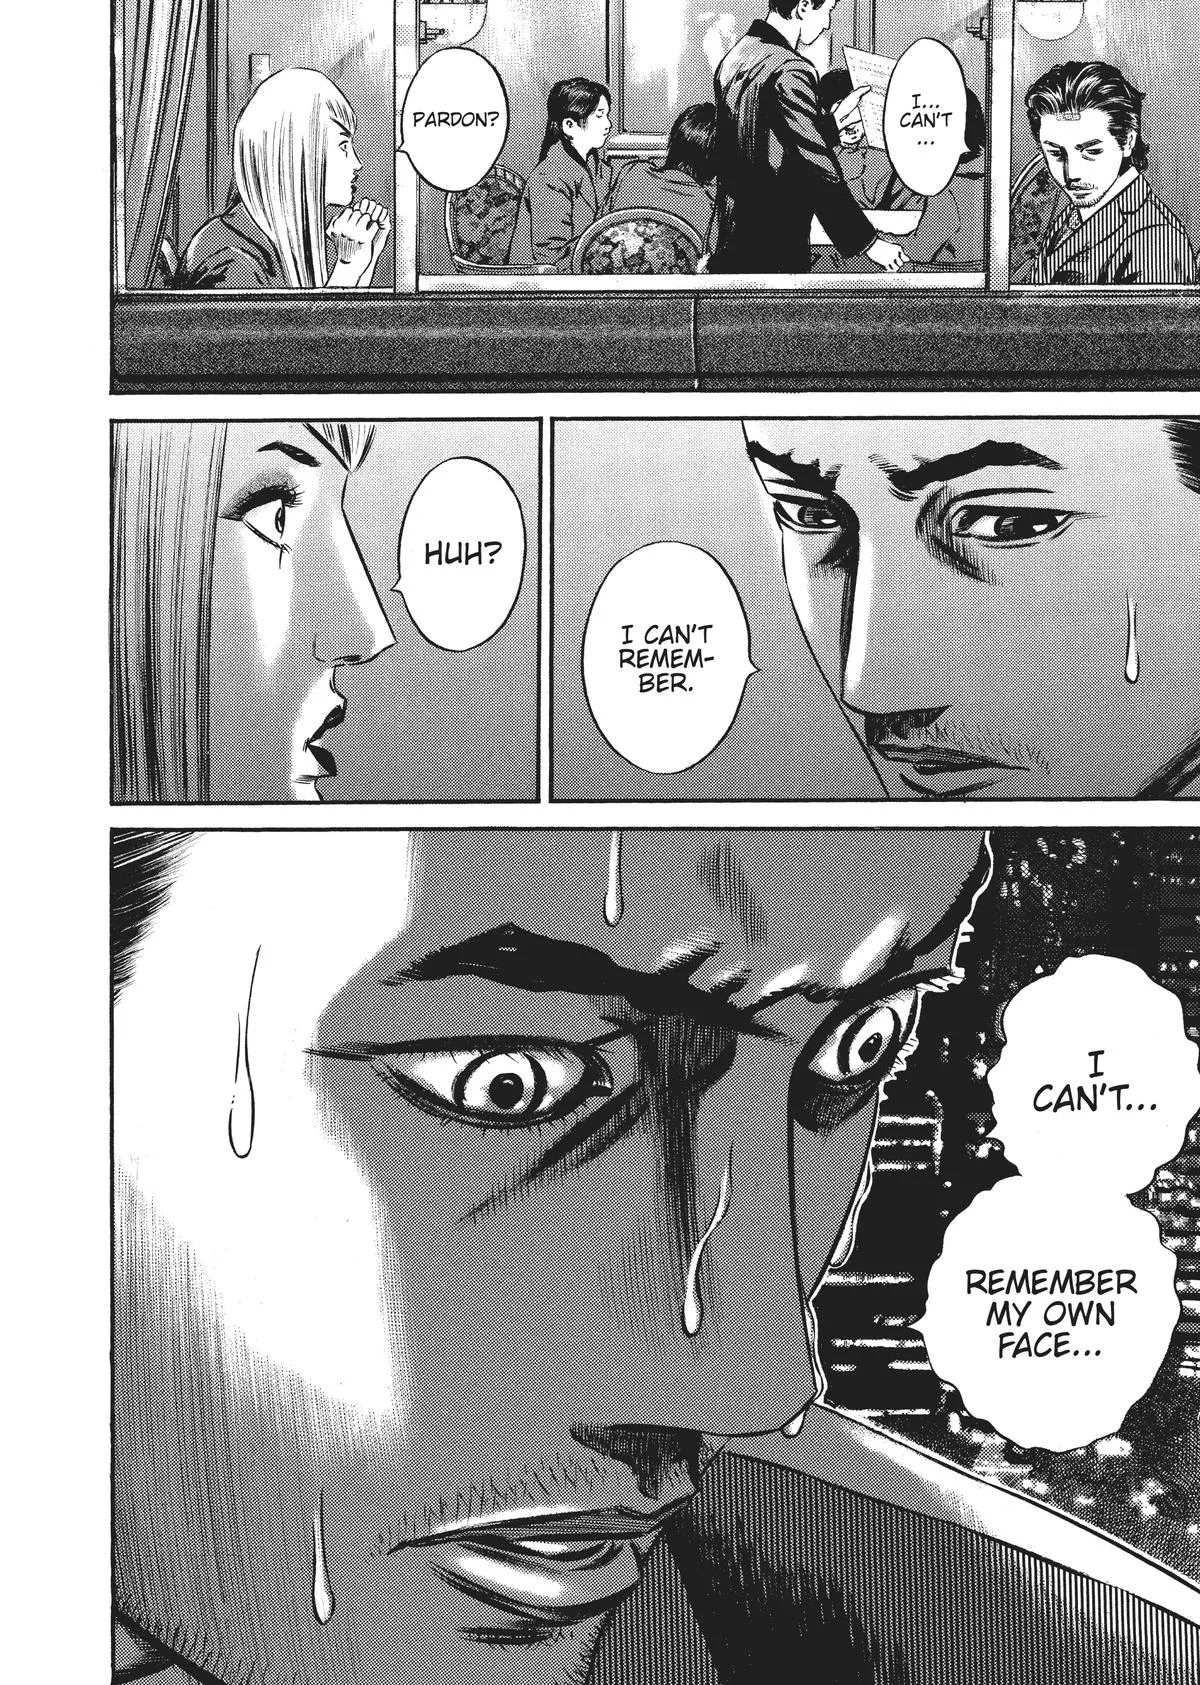 I...
CAN'T
...
PARDON?
I CAN'T
REMEM-
BER.
HUH?
I
CAN'T...
REMEMBER
MY OWN
FACE...